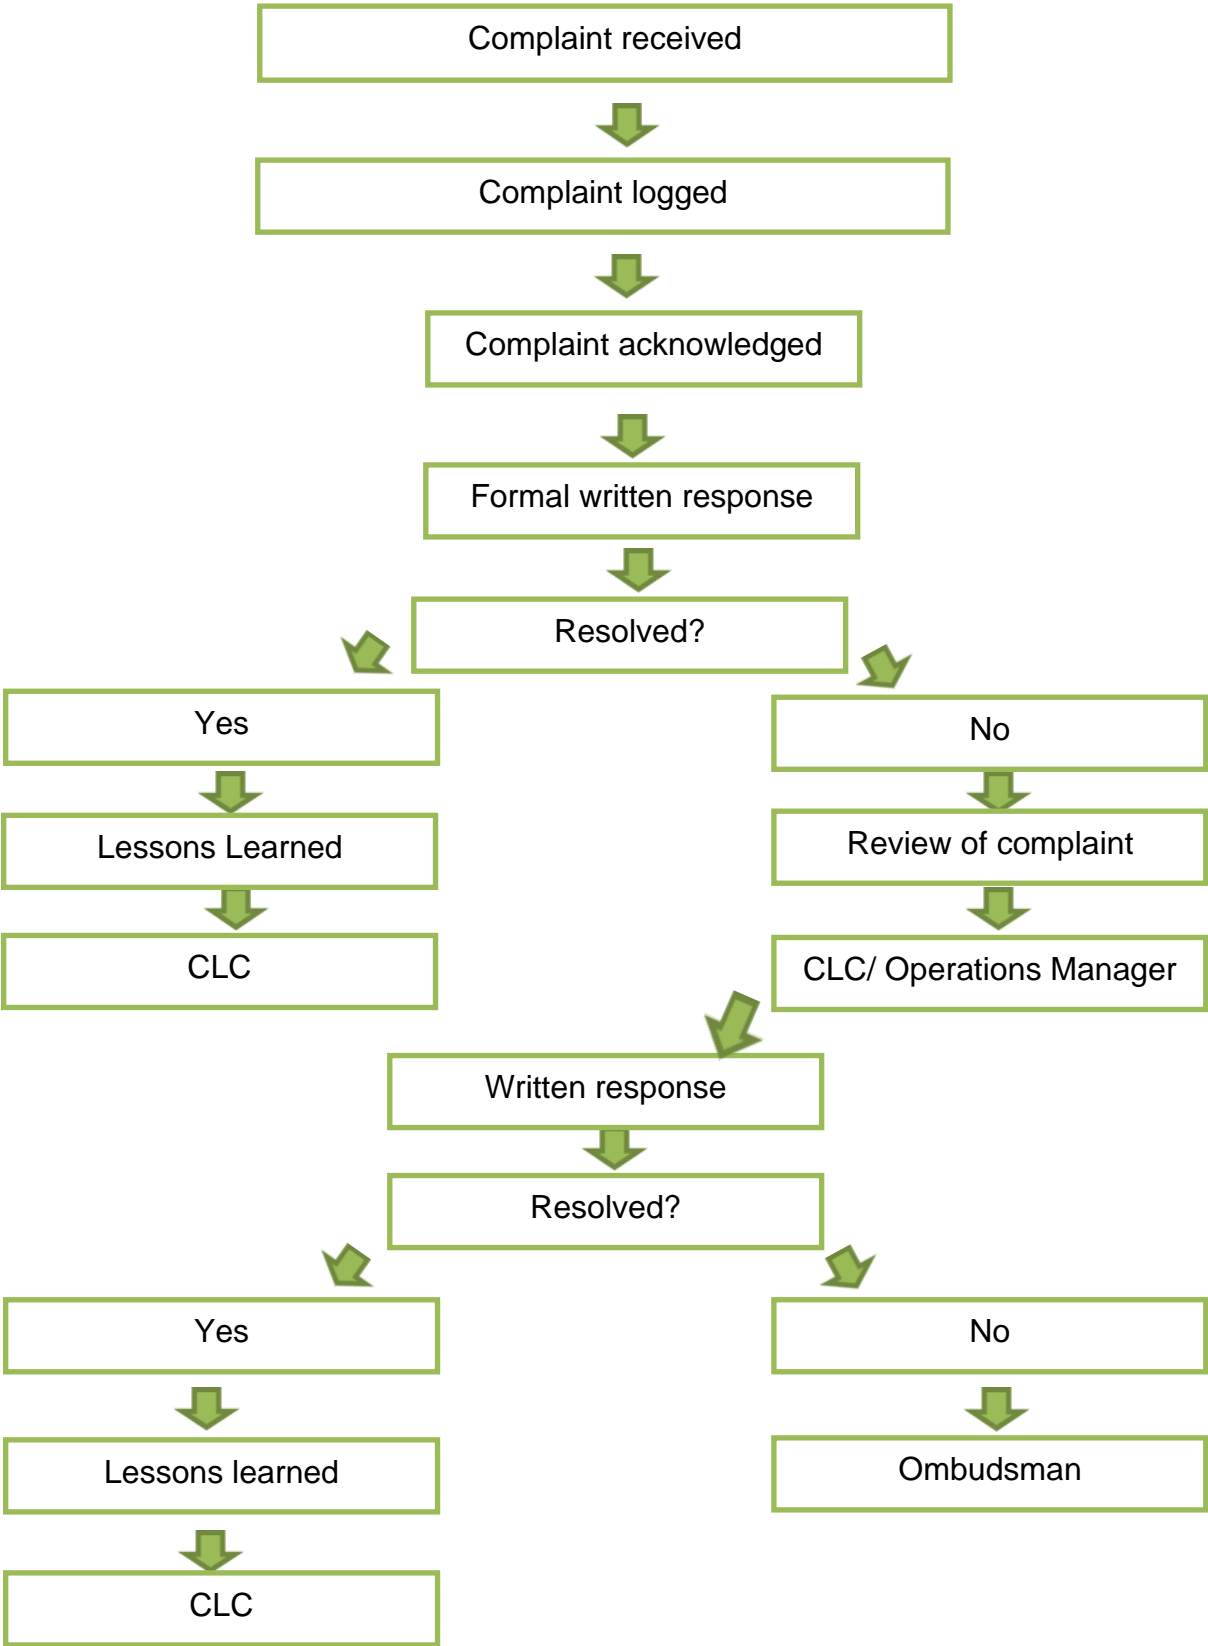 Complaint received
Complaint logged
Complaint acknowledged
Formal written response
Resolved?
Yes
No
Lessons Learned
Review of complaint
CLC
CLC/ Operations Manager
Written response
Resolved?
Yes
No
Lessons learned
Ombudsman
CLC